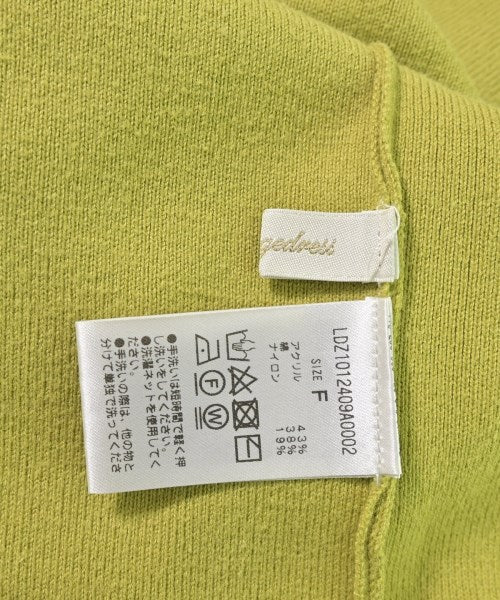 gedress
LDZ1012409A0002
SIZE F
アクリル 43%
綿 38%
ナイロン 19%
F W
●手洗いは短時間で軽く押
し洗いをしてください。
●洗濯ネットを使用してく
ださい。
●手洗いの際は、他の物と
分けて単独で洗ってくださ